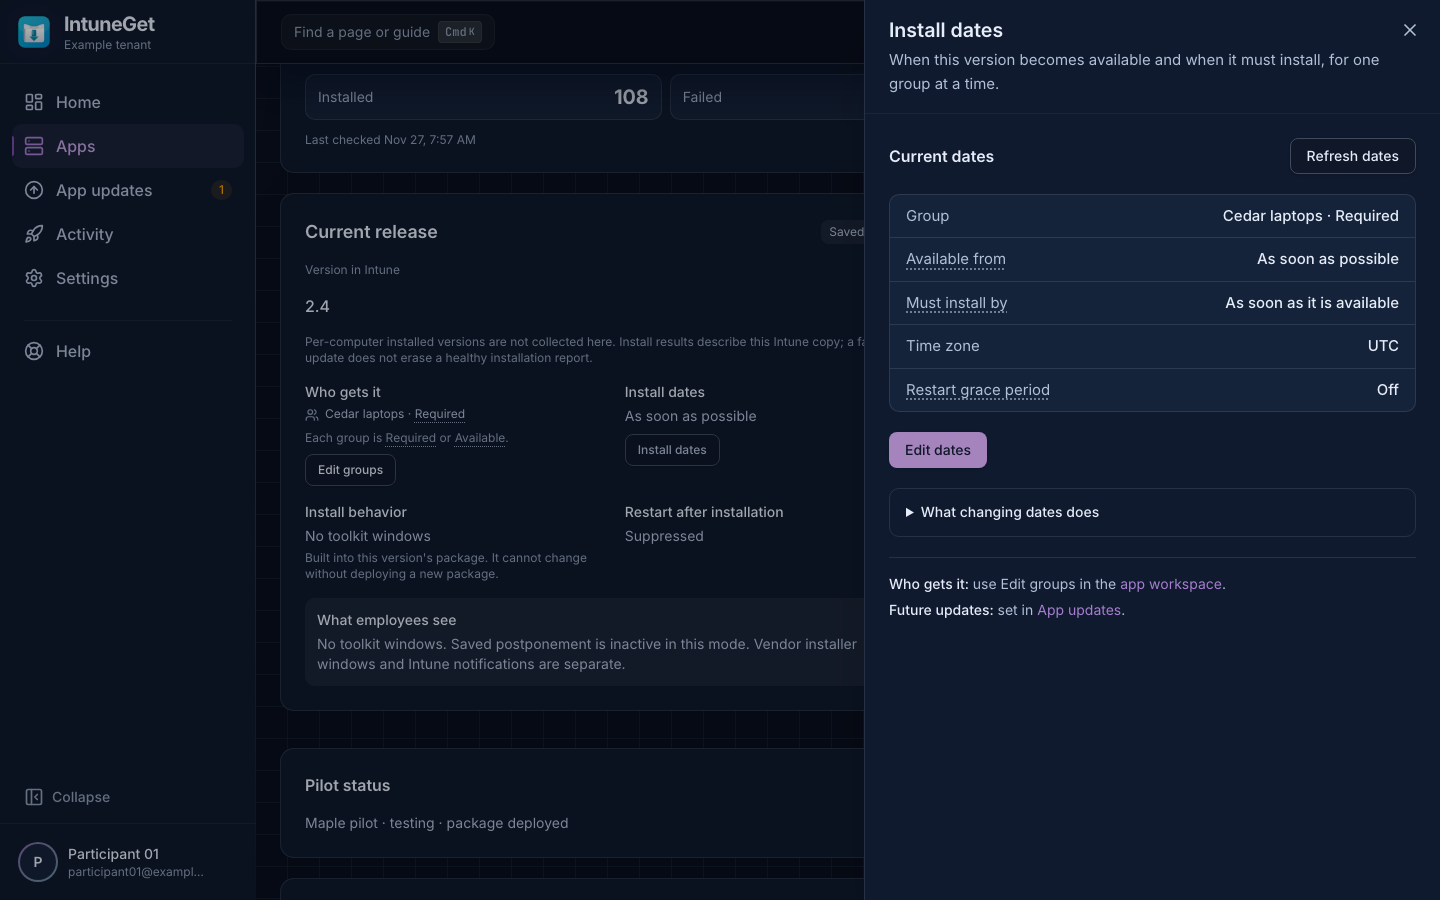 IntuneGet
Example tenant
Home
Apps
App updates
1
Activity
Settings
Help
Collapse
P
Participant 01
participant01@exampl...
Find a page or guide
Cmd K
Installed
108
Failed
Last checked Nov 27, 7:57 AM
Current release
Saved
Version in Intune
2.4
Per-computer installed versions are not collected here. Install results describe this Intune copy; a fa
update does not erase a healthy installation report.
Who gets it
Cedar laptops · Required
Each group is Required or Available.
Edit groups
Install dates
As soon as possible
Install dates
Install behavior
No toolkit windows
Built into this version's package. It cannot change
without deploying a new package.
Restart after installation
Suppressed
What employees see
No toolkit windows. Saved postponement is inactive in this mode. Vendor installer
windows and Intune notifications are separate.
Pilot status
Maple pilot · testing · package deployed
Install dates
When this version becomes available and when it must install, for one
group at a time.
Current dates
Refresh dates
Group
Cedar laptops · Required
Available from
As soon as possible
Must install by
As soon as it is available
Time zone
UTC
Restart grace period
Off
Edit dates
What changing dates does
Who gets it: use Edit groups in the app workspace.
Future updates: set in App updates.